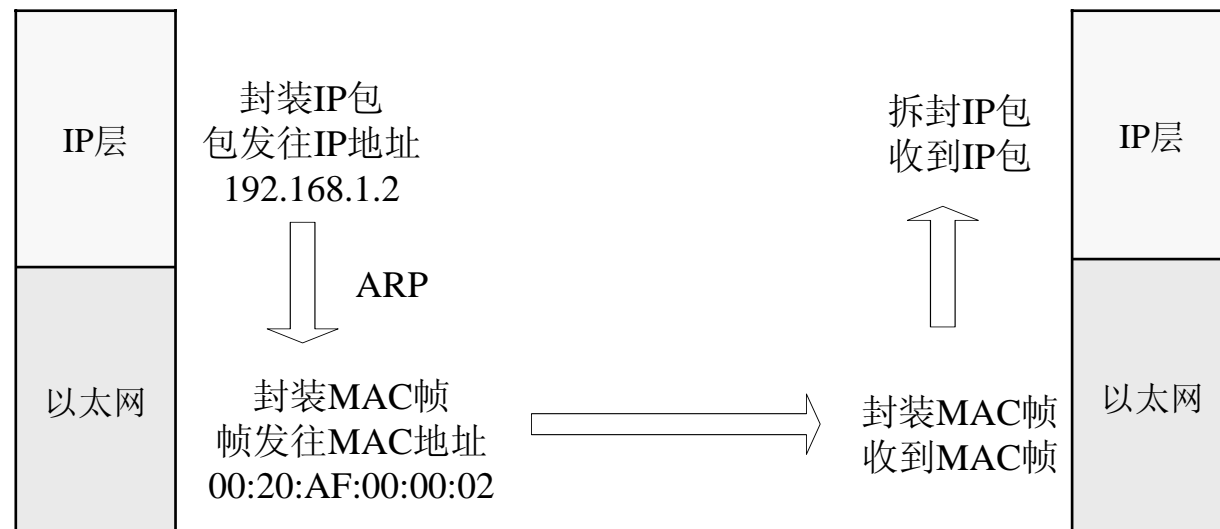 IP层
封装IP包
包发往IP地址
192.168.1.2
ARP
以太网
封装MAC帧
帧发往MAC地址
00:20:AF:00:00:02
拆封IP包
收到IP包
IP层
封装MAC帧
收到MAC帧
以太网